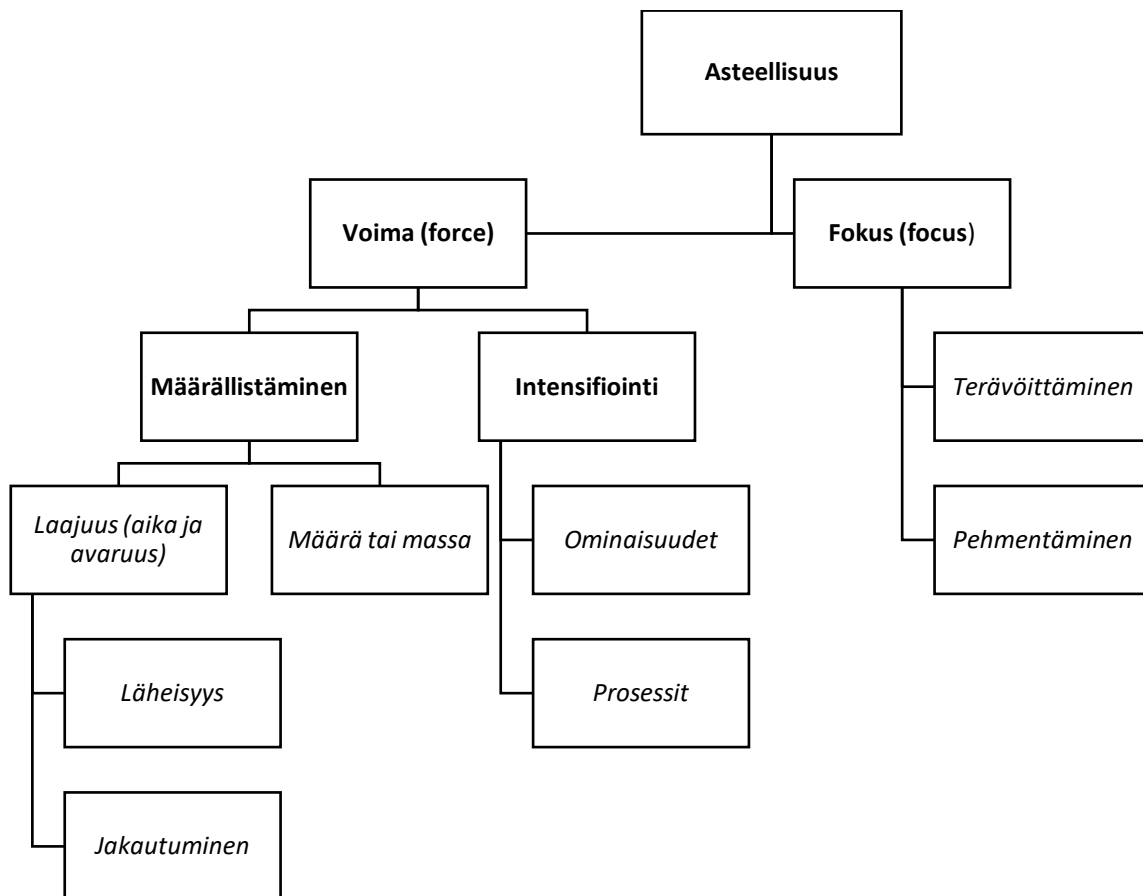 Asteellisuus
Voima (force)
Fokus (focus)
Määrällistäminen
Intensifiointi
Terävöittäminen
Laajuus (aika ja
avaruus)
Määrä tai massa
Ominaisuudet
Pehmentäminen
Läheisyys
Prosessit
Jakautuminen